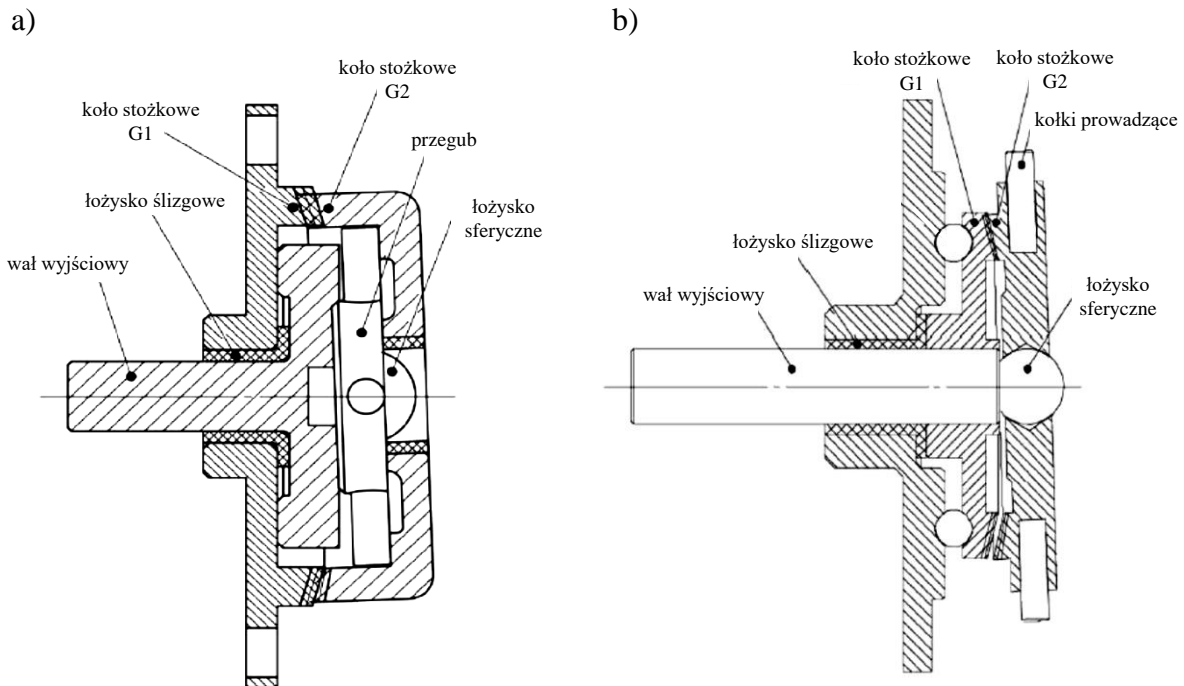 a)
koło stożkowe
G2
koło stożkowe
G1
przegub
łożysko ślizgowe
łożysko
sferyczne
wał wyjściowy
b)
koło stożkowe
G1
koło stożkowe
G2
kołki prowadzące
łożysko ślizgowe
wał wyjściowy
łożysko
sferyczne